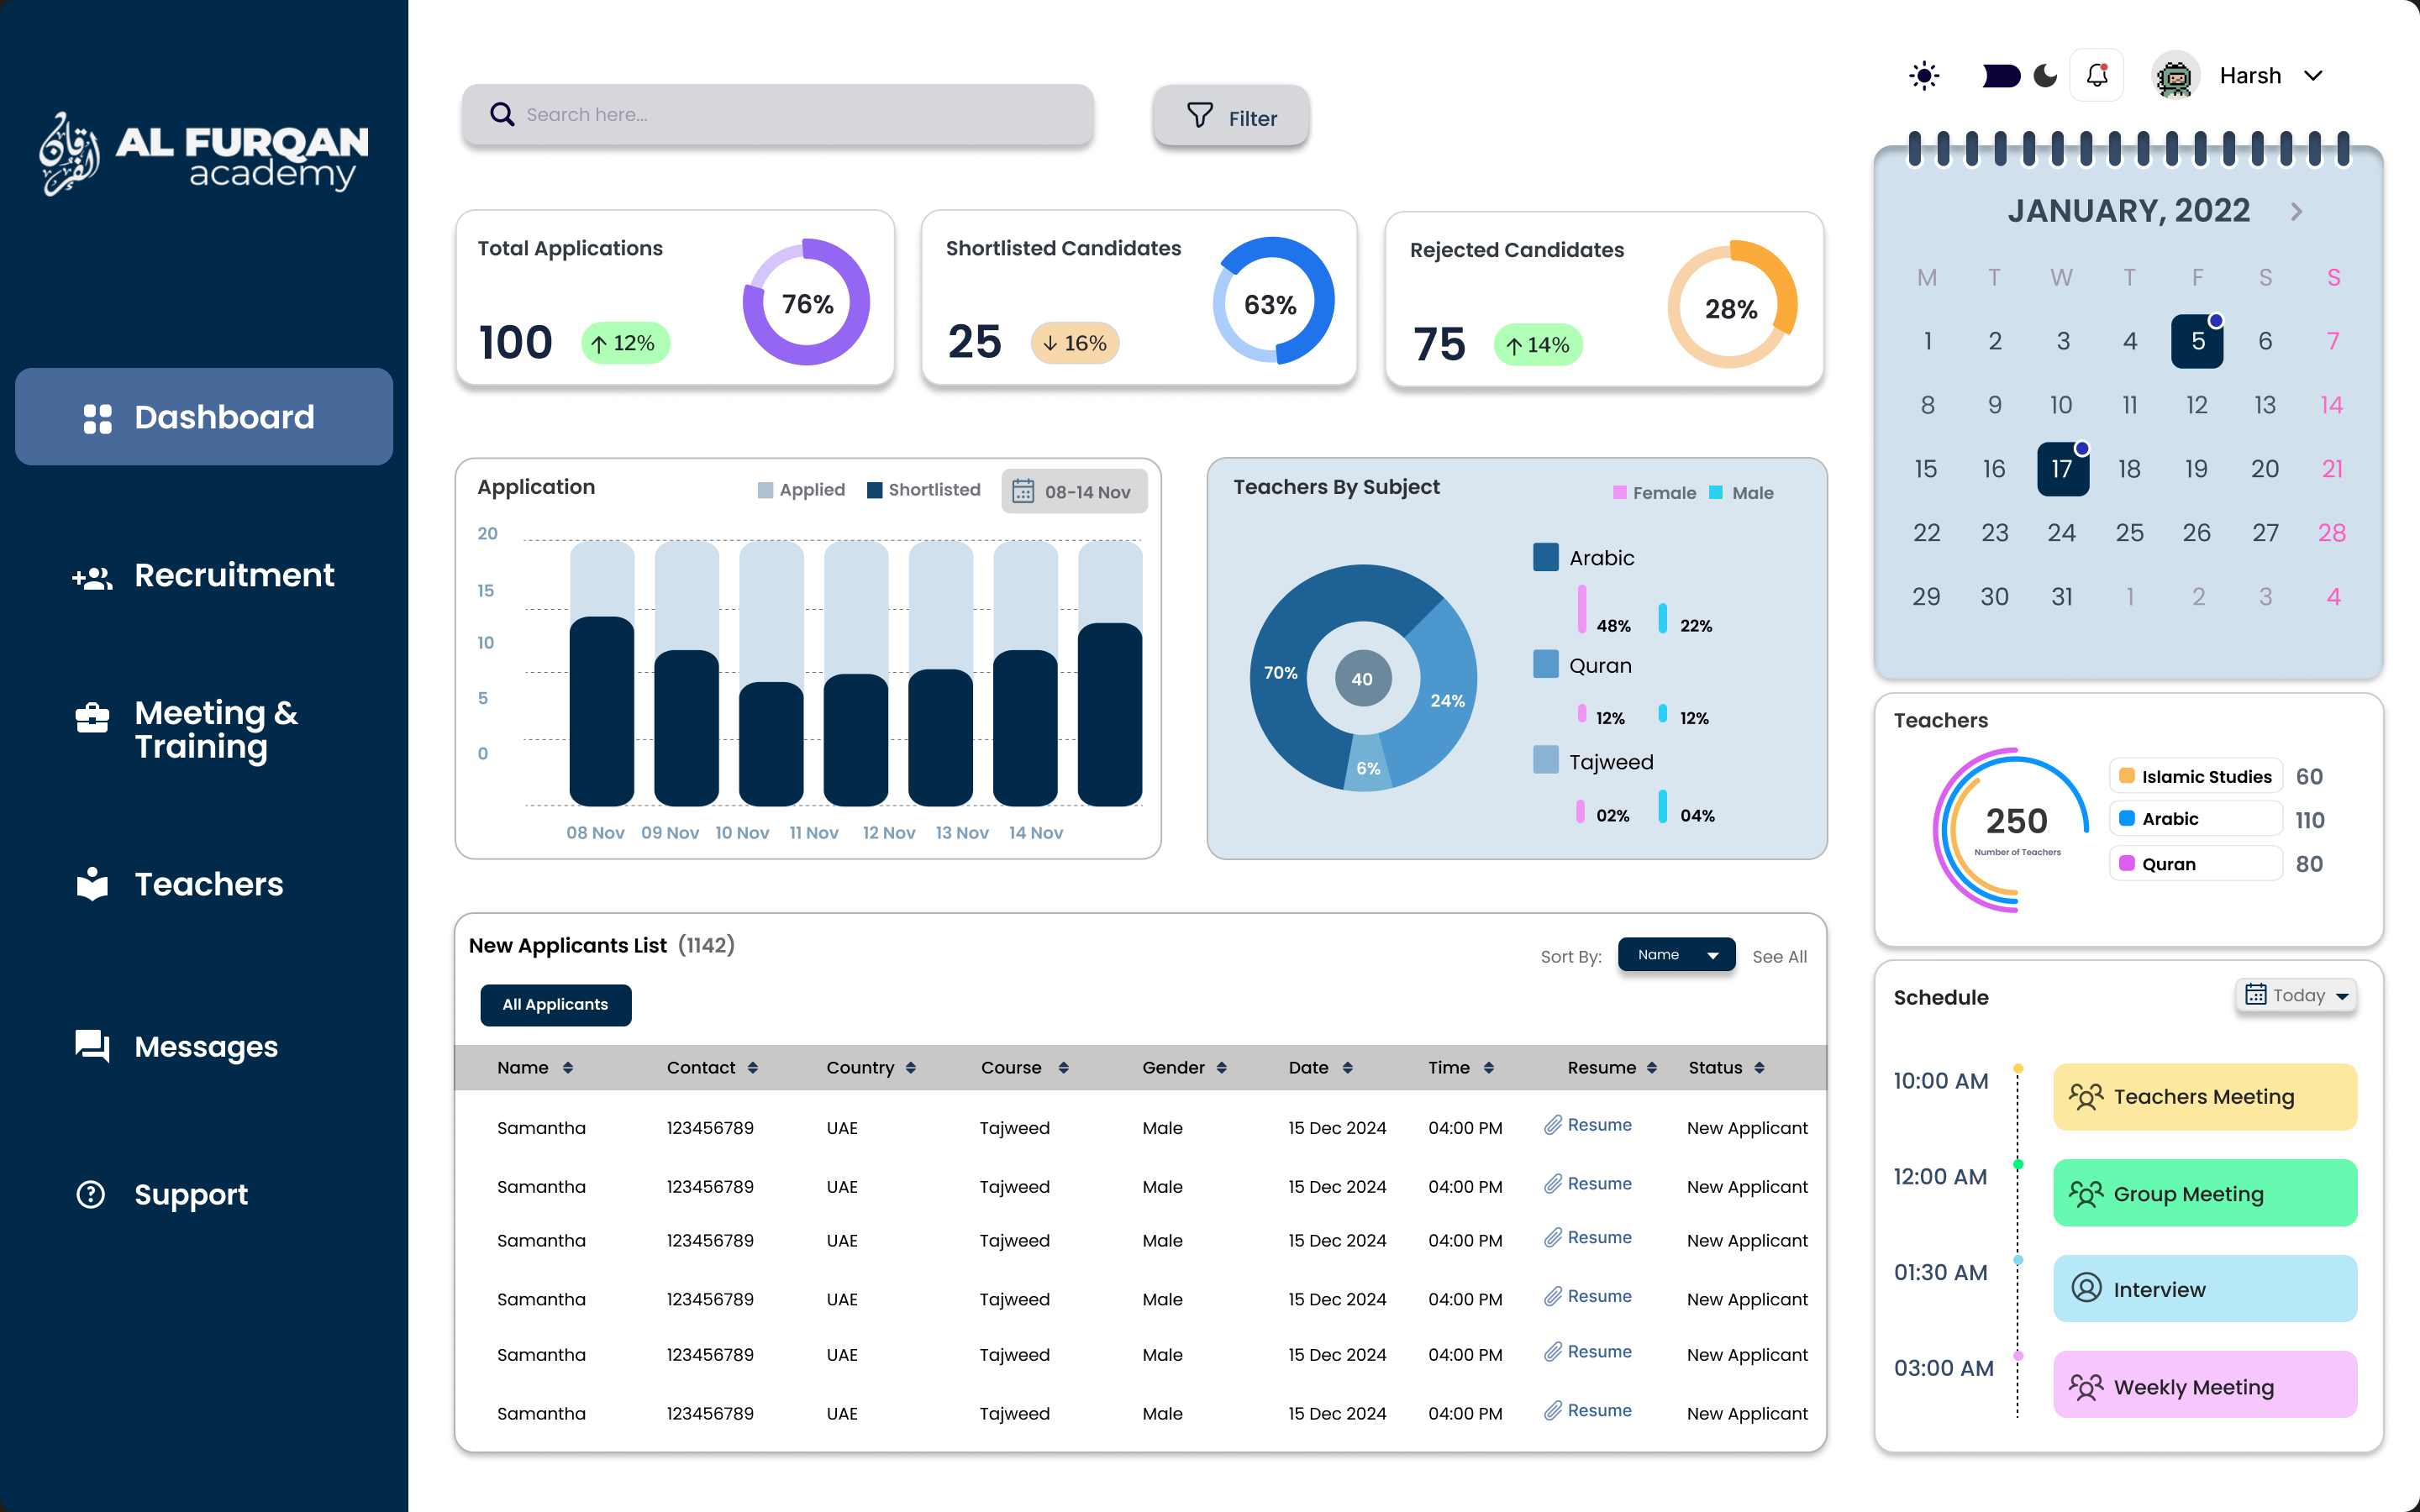 الفرقان
AL FURQAN
academy
Dashboard
Recruitment
Meeting &
Training
Teachers
Messages
Support
Search here...
Filter
Harsh
Total Applications
100
12%
76%
Shortlisted Candidates
25
16%
63%
Rejected Candidates
75
14%
28%
Application
Applied
Shortlisted
08-14 Nov
20
15
10
5
0
08 Nov 09 Nov 10 Nov 11 Nov 12 Nov 13 Nov 14 Nov
Teachers By Subject
Female Male
70%
40
24%
6%
Arabic
48% 22%
Quran
12% 12%
Tajweed
02% 04%
New Applicants List (1142)
Sort By: Name See All
All Applicants
Name Contact Country Course Gender Date Time Resume Status
Samantha 123456789 UAE Tajweed Male 15 Dec 2024 04:00 PM Resume New Applicant
Samantha 123456789 UAE Tajweed Male 15 Dec 2024 04:00 PM Resume New Applicant
Samantha 123456789 UAE Tajweed Male 15 Dec 2024 04:00 PM Resume New Applicant
Samantha 123456789 UAE Tajweed Male 15 Dec 2024 04:00 PM Resume New Applicant
Samantha 123456789 UAE Tajweed Male 15 Dec 2024 04:00 PM Resume New Applicant
Samantha 123456789 UAE Tajweed Male 15 Dec 2024 04:00 PM Resume New Applicant
JANUARY, 2022
M T W T F S S
1 2 3 4 5 6 7
8 9 10 11 12 13 14
15 16 17 18 19 20 21
22 23 24 25 26 27 28
29 30 31 1 2 3 4
Teachers
250
Number of Teachers
Islamic Studies 60
Arabic 110
Quran 80
Schedule
Today
10:00 AM Teachers Meeting
12:00 AM Group Meeting
01:30 AM Interview
03:00 AM Weekly Meeting